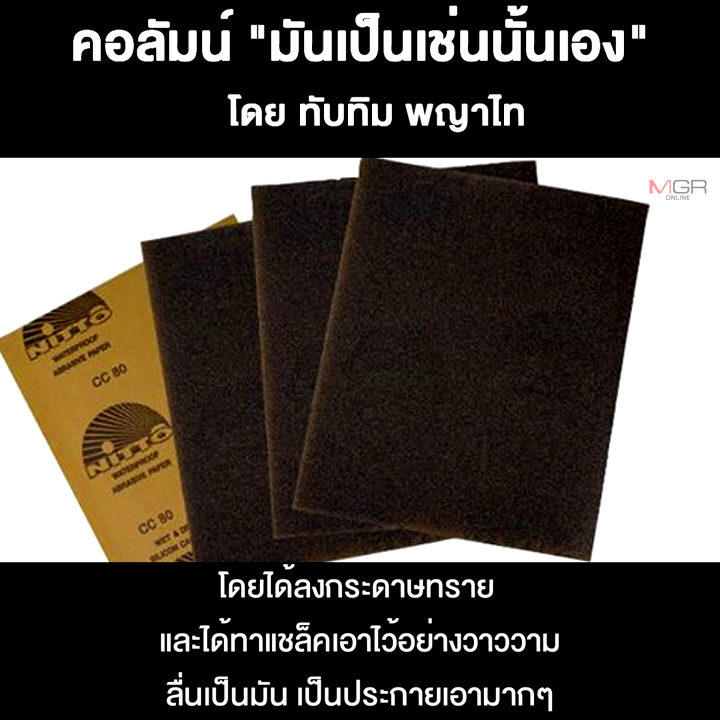 คอลัมน์ "มันเป็นเช่นนั้นเอง"
โดย ทับทิม พญาไท
MGR
ONLINE
NITTO
WATERPROOF
ABRASIVE PAPER
CC 80
NITTO
WATERPROOF
ABRASIVE PAPER
CC 80
WET &
SILICON
โดยได้ลงกระดาษทราย
และได้ทาแชล็คเอาไว้อย่างวาววาม
ลื่นเป็นมัน เป็นประกายเอามากๆ